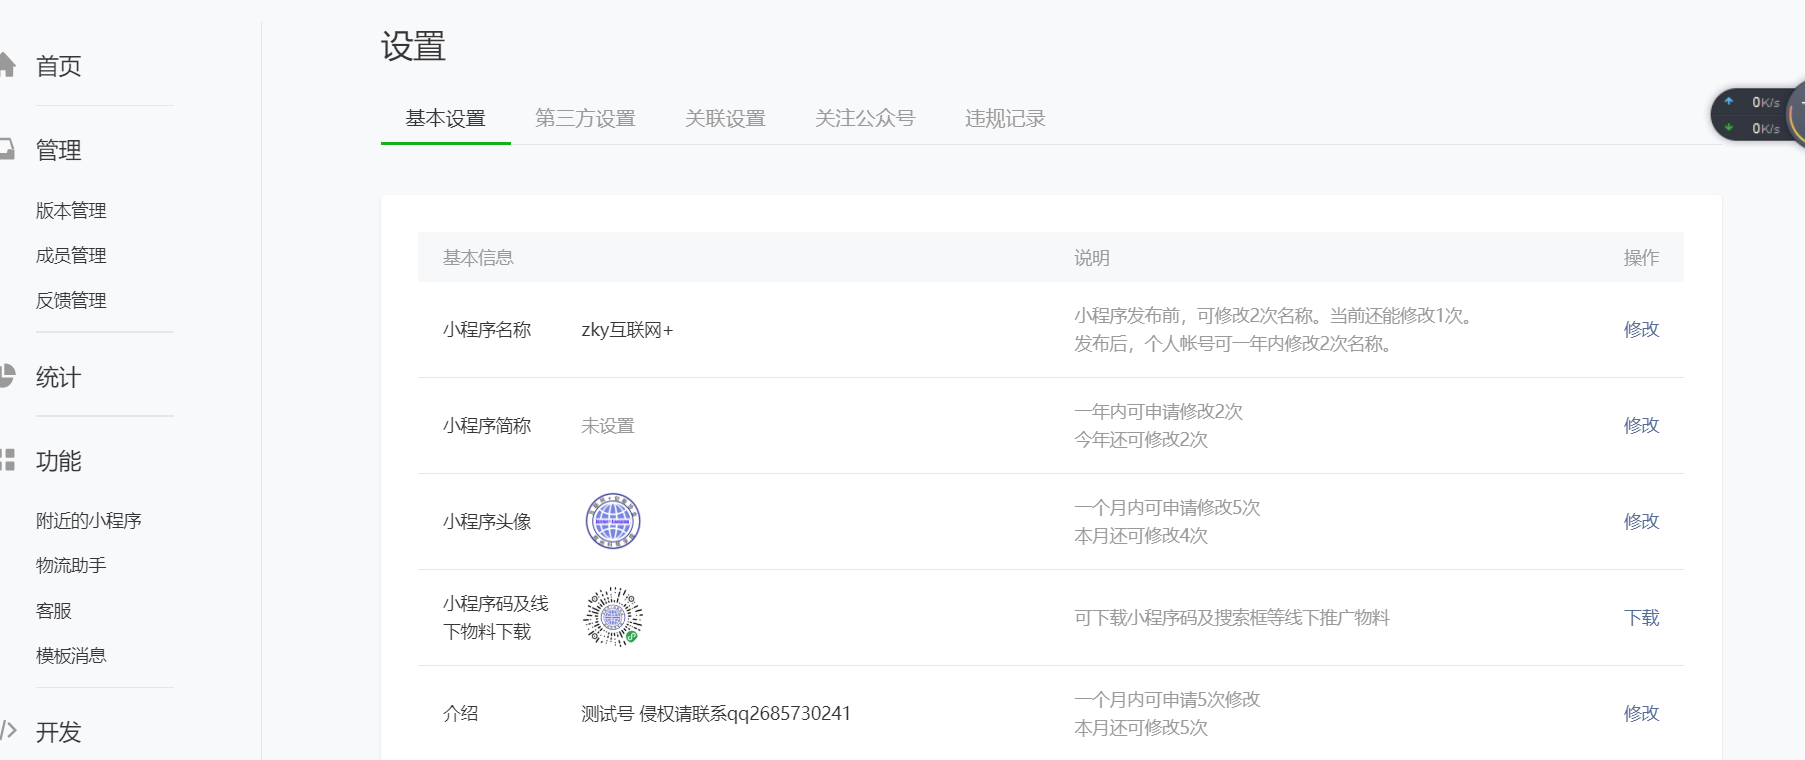 首页
管理
版本管理
成员管理
反馈管理
统计
功能
附近的小程序
物流助手
客服
模板消息
开发
设置
基本设置 第三方设置 关联设置 关注公众号 违规记录
0K/s
0K/s
基本信息 说明 操作
小程序名称 zky互联网+ 小程序发布前，可修改2次名称。当前还能修改1次。
发布后，个人帐号可一年内修改2次名称。 修改
小程序简称 未设置 一年内可申请修改2次
今年还可修改2次 修改
小程序头像 一个月内可申请修改5次
本月还可修改4次 修改
小程序码及线
下物料下载 可下载小程序码及搜索框等线下推广物料 下载
介绍 测试号 侵权请联系qq2685730241 一个月内可申请5次修改
本月还可修改5次 修改